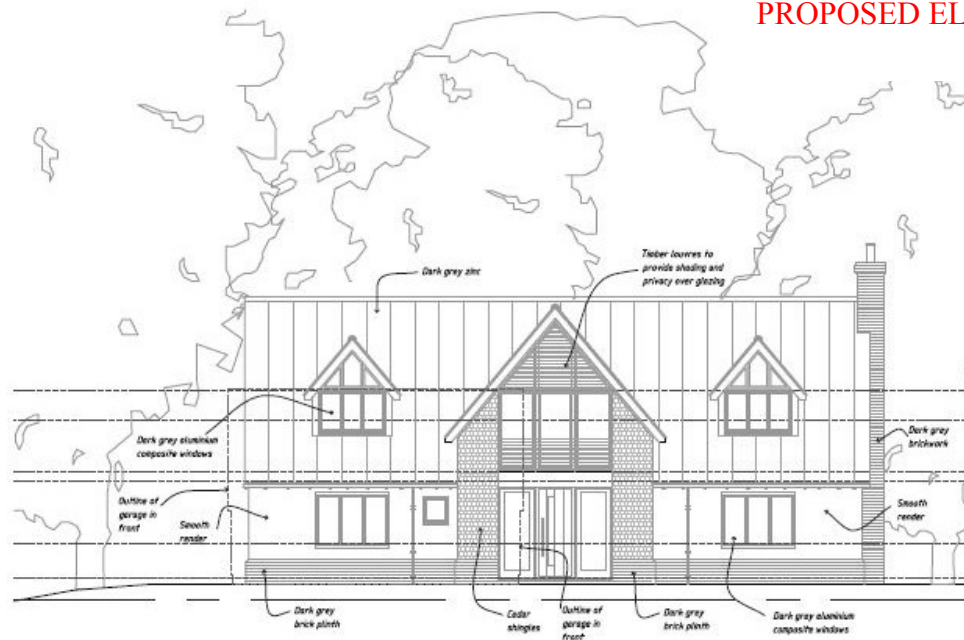 PROPOSED EL
Timber louvres to
provide shading and
privacy over glazing
Dark grey zinc
Dark grey aluminium
composite windows
Dark grey
brickwork
Outline of
garage in
front
Smooth
render
Smooth
render
Dark grey
brick plinth
Cedar
shingles
Outline of
garage in
front
Dark grey
brick plinth
Dark grey aluminium
composite windows